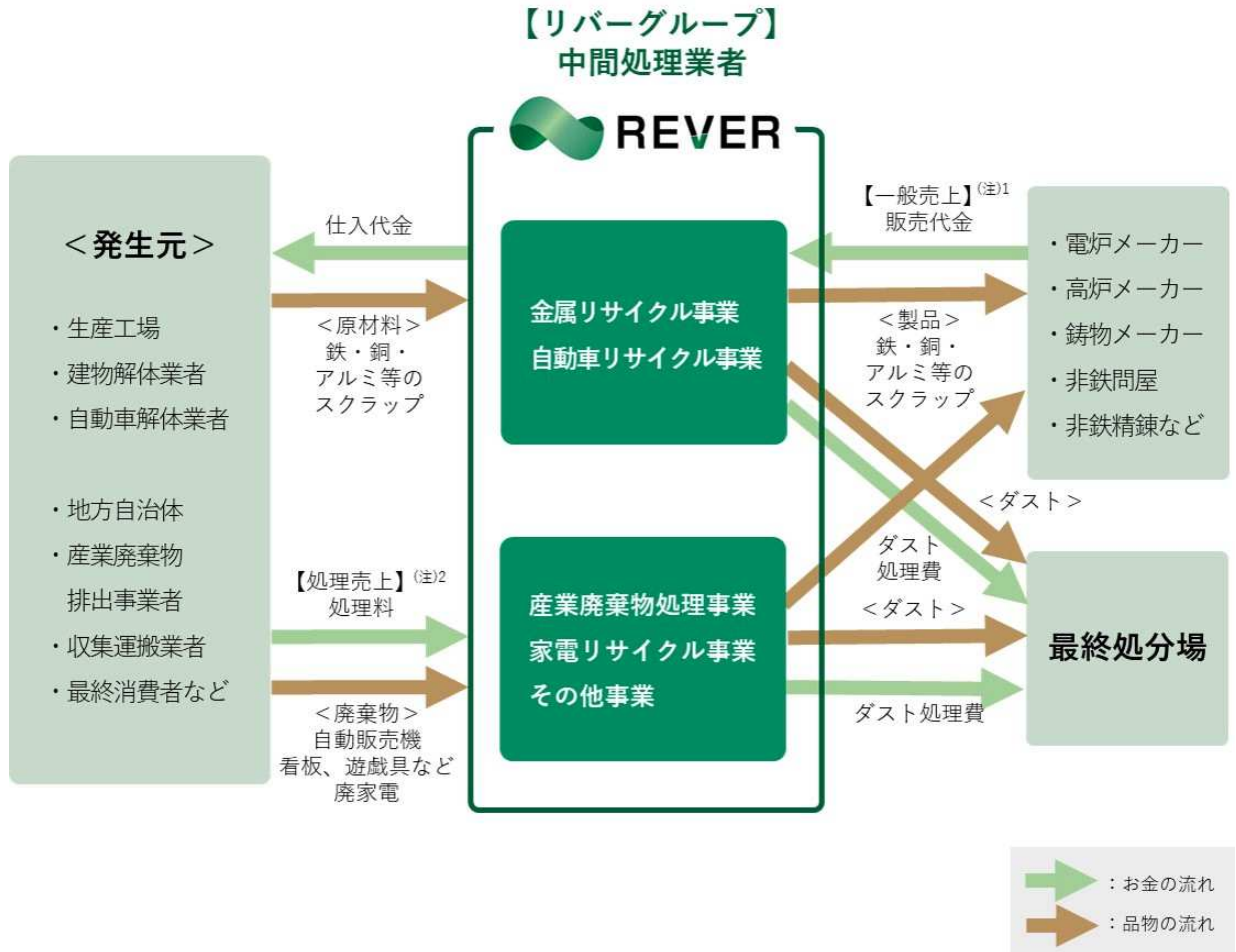 【リバーグループ】
中間処理業者
REVER
＜発生元＞
・生産工場
・建物解体業者
・自動車解体業者
・地方自治体
・産業廃棄物
排出事業者
・収集運搬業者
・最終消費者など
仕入代金
＜原材料＞
鉄・銅・
アルミ等の
スクラップ
【処理売上】(注)2
処理料
＜廃棄物＞
自動販売機
看板、遊戯具など
廃家電
金属リサイクル事業
自動車リサイクル事業
産業廃棄物処理事業
家電リサイクル事業
その他事業
【一般売上】(注)1
販売代金
＜製品＞
鉄・銅・
アルミ等の
スクラップ
＜ダスト＞
ダスト
処理費
＜ダスト＞
ダスト処理費
・電炉メーカー
・高炉メーカー
・鋳物メーカー
・非鉄問屋
・非鉄精錬など
最終処分場
：お金の流れ
：品物の流れ